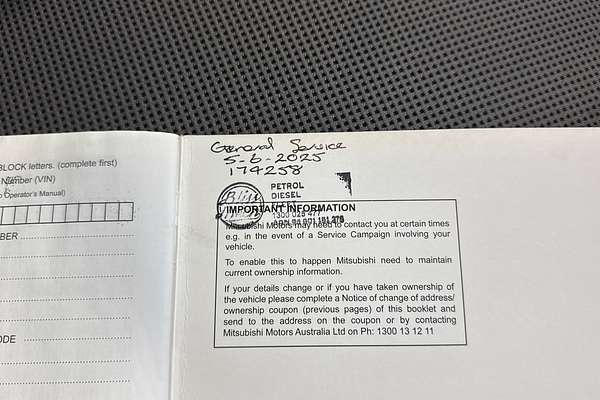 BLOCK letters. (complete first)
Number (VIN)
Operator's Manual)
BER
ODE
General Service
5-6-2025
174258
PETROL
DIESEL
IMPORTANT INFORMATION
1300 025 477
Mitsubishi Motors may need to contact you at certain times
e.g. in the event of a Service Campaign involving your
vehicle.
To enable this to happen Mitsubishi need to maintain
current ownership information.
If your details change or if you have taken ownership of
the vehicle please complete a Notice of change of address/
ownership coupon (previous pages) of this booklet and
send to the address on the coupon or by contacting
Mitsubishi Motors Australia Ltd on Ph: 1300 13 12 11